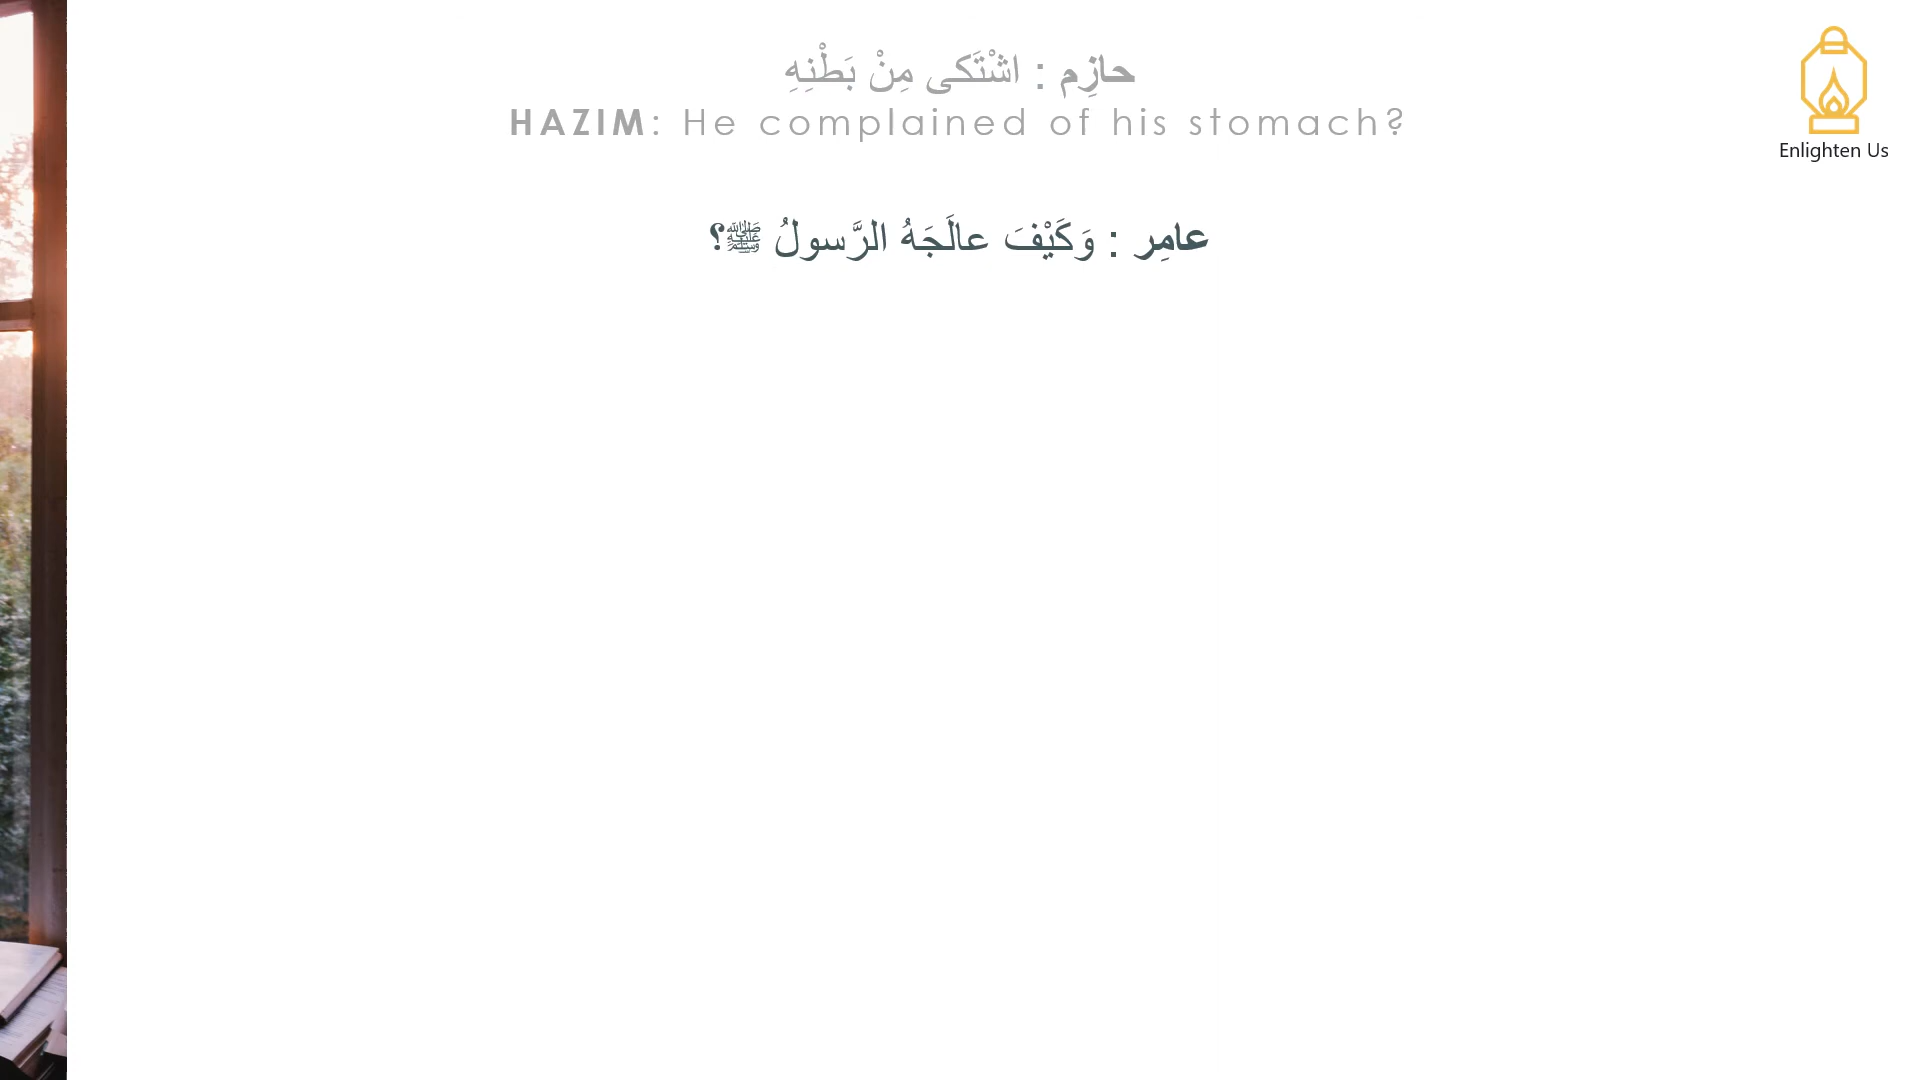 حازِم : اشْتَكى مِنْ بَطْنِهِ
HAZIM: He complained of his stomach?
Enlighten Us
عامِر : وَكَيْفَ عالَجَهُ الرَّسولُ ﷺ؟